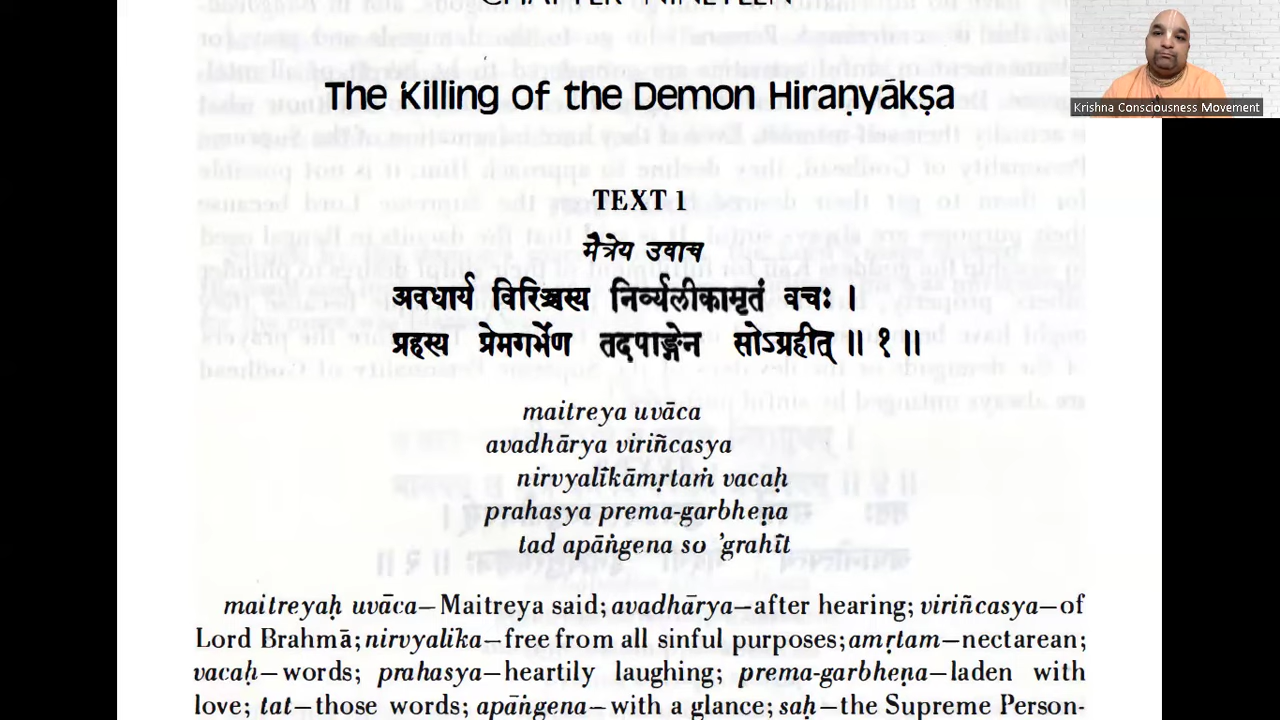 The Killing of the Demon Hiraṇyākṣa
Krishna Consciousness Movement
TEXT 1
मैत्रेय उवाच
अवधार्य विरिञ्चस्य निर्व्यलीकामृतं वचः ।
प्रहस्य प्रेमगर्भेण तदपाङ्गेन सोऽग्रहीत् ॥ १ ॥
maitreya uvāca
avadhārya viriñcasya
nirvyalīkāmṛtaṁ vacaḥ
prahasya prema-garbheṇa
tad apāṅgena so 'grahīt
maitreyaḥ uvāca—Maitreya said; avadhārya—after hearing; viriñcasya—of
Lord Brahmā; nirvyalīka—free from all sinful purposes; amṛtam—nectarean;
vacaḥ—words; prahasya—heartily laughing; prema-garbheṇa—laden with
love; tat—those words; apāṅgena—with a glance; saḥ—the Supreme Person-